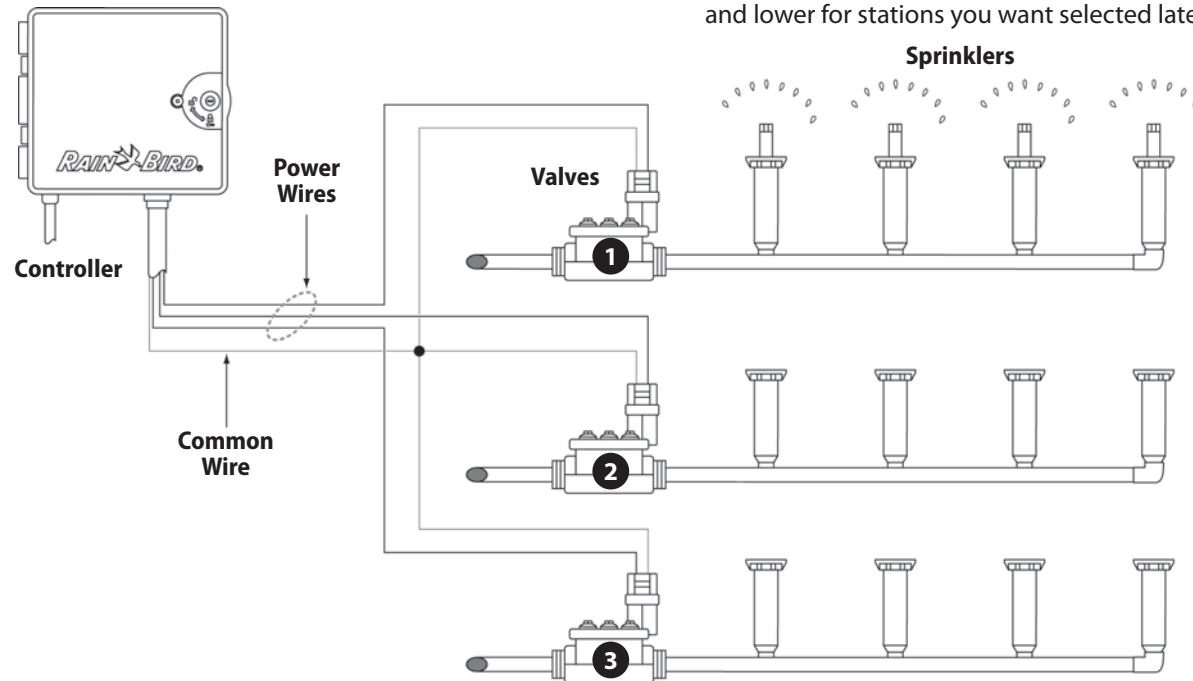 and lower for stations you want selected late
Sprinklers
RAIN BIRD®
Power
Wires
Valves
1
Controller
Common
Wire
2
3